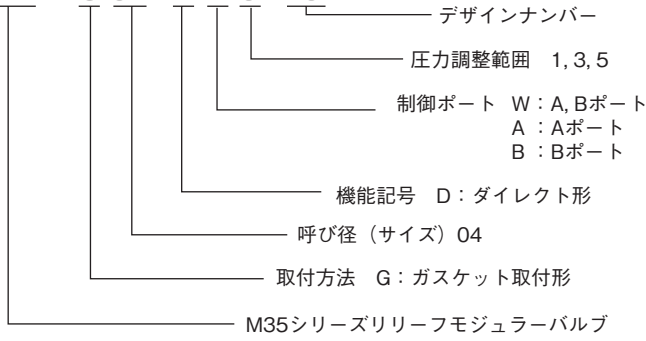 デザインナンバー
圧力調整範囲 1, 3, 5
制御ポート W：A, Bポート
A ：Aポート
B ：Bポート
機能記号 D：ダイレクト形
呼び径（サイズ）04
取付方法 G：ガスケット取付形
M35シリーズリリーフモジュラーバルブ